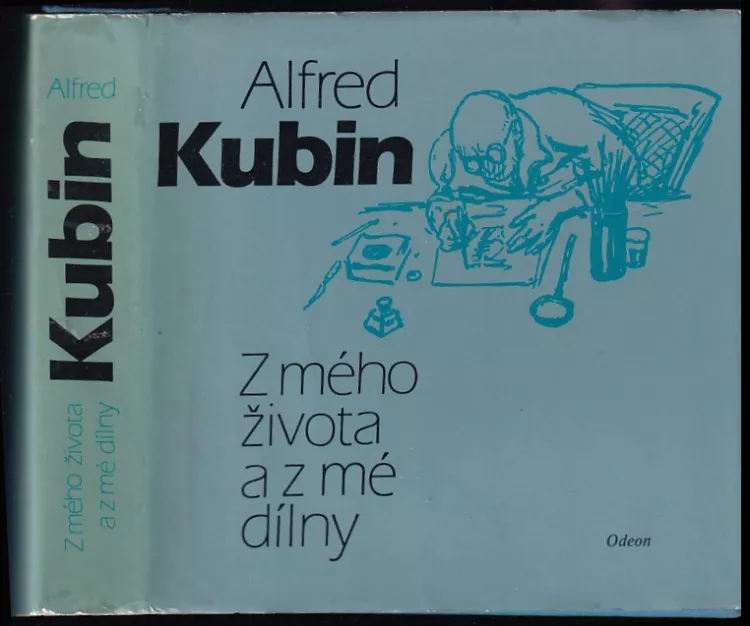 Alfred
Kubin
Z mého života
a z mé dílny
Alfred
Kubin
Z mého
života
a z mé
dílny
Odeon